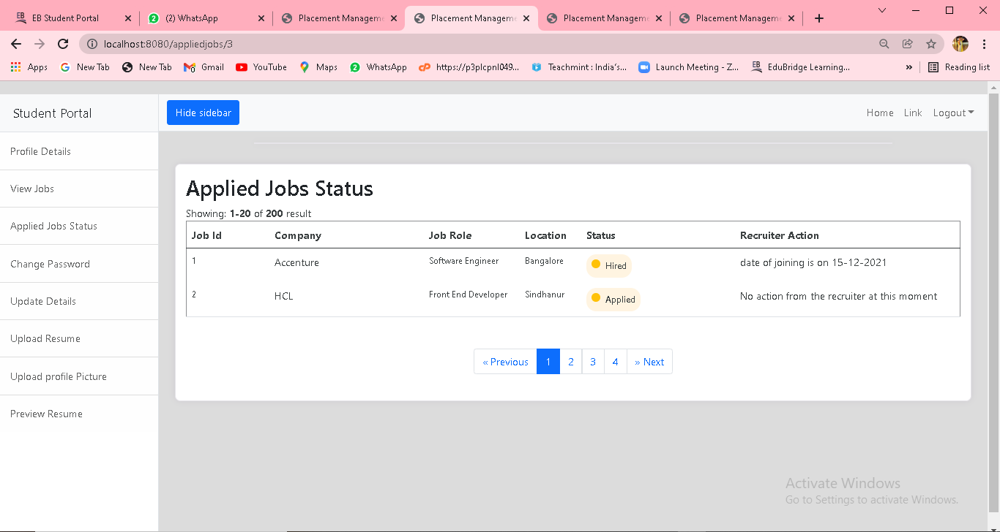 EB Student Portal
(2) WhatsApp
Placement Manageme
Placement Manageme
Placement Manageme
Placement Manageme
localhost:8080/appliedjobs/3
Apps New Tab New Tab Gmail YouTube Maps 2 WhatsApp https://p3plcpnl049... Teachmint : India's... Launch Meeting - Z... EduBridge Learning... » Reading list
Student Portal
Hide sidebar
Home Link Logout
Profile Details
View Jobs
Applied Jobs Status
Change Password
Update Details
Upload Resume
Upload profile Picture
Preview Resume
Applied Jobs Status
Showing: 1-20 of 200 result
Job Id Company Job Role Location Status Recruiter Action
1 Accenture Software Engineer Bangalore Hired date of joining is on 15-12-2021
2 HCL Front End Developer Sindhanur Applied No action from the recruiter at this moment
« Previous 1 2 3 4 » Next
Activate Windows
Go to Settings to activate Windows.